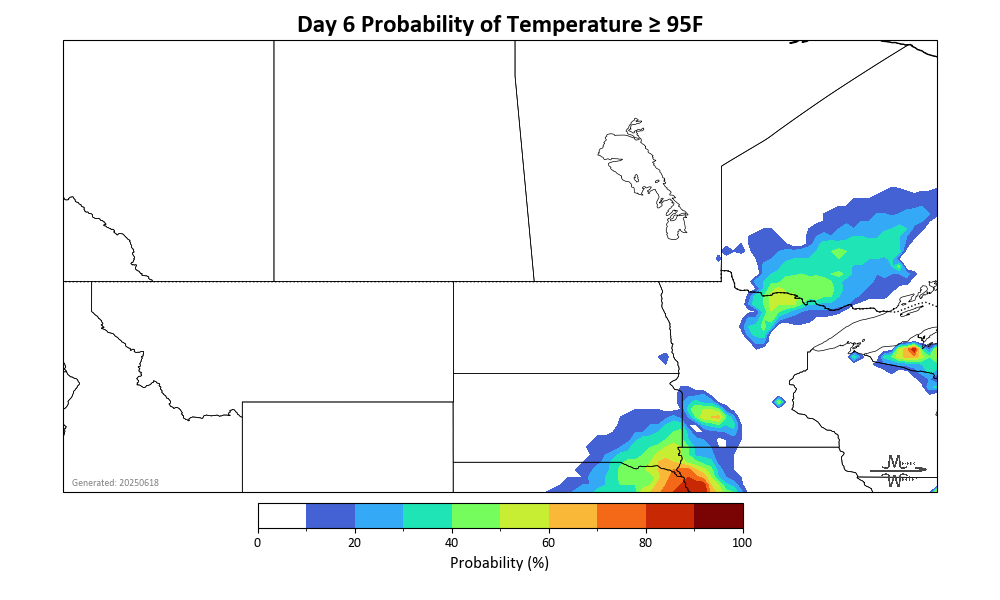 Day 6 Probability of Temperature ≥ 95F
Generated: 20250618
0 20 40 60 80 100
Probability (%)